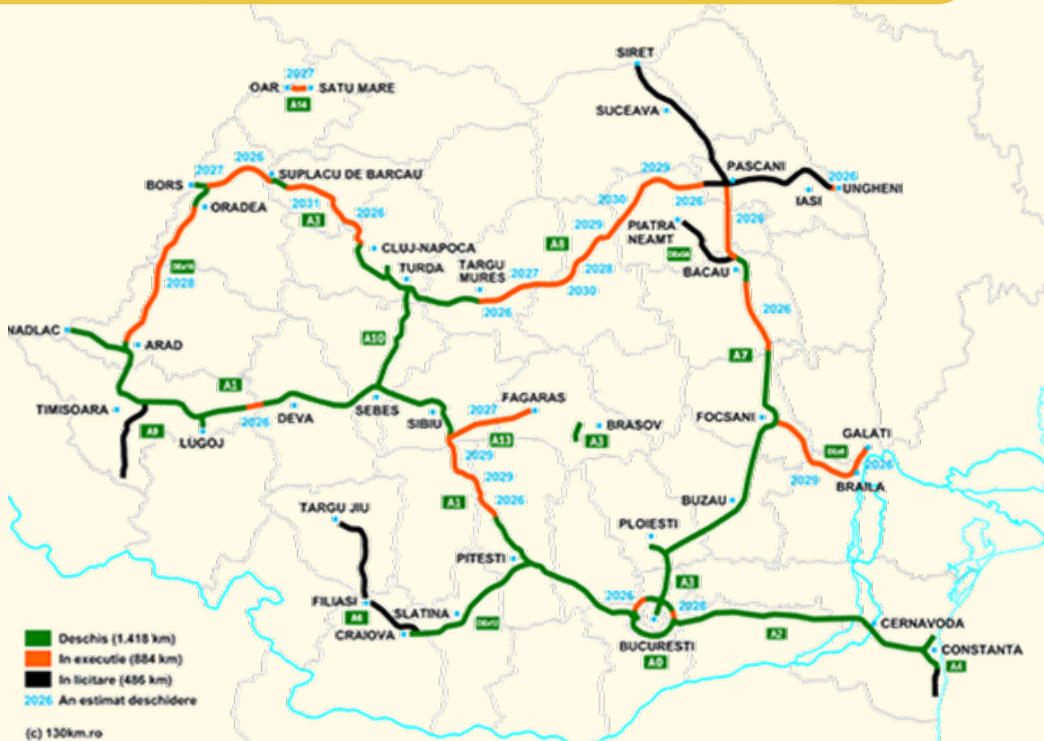 SIRET
2027
OAR
SATU MARE
A14
SUCEAVA
2026
2027
SUPLACU DE BARCAU
BORS
2031
A3
2026
ORADEA
2029
PASCANI
2026
UNGHENI
IASI
2026
2030
PIATRA
NEAMT
2026
2029
CLUJ-NAPOCA
A8
BACAU
TURDA
TARGU
MURES
2027
2028
2030
2028
2026
2026
NADLAC
ARAD
A10
A7
A1
TIMISOARA
A9
LUGOJ
2026
DEVA
SEBES
SIBIU
2027
FAGARAS
A13
A3
BRASOV
FOCSANI
GALATI
2026
2029
BRAILA
2029
2029
2026
A1
TARGU JIU
BUZAU
PLOIESTI
PITESTI
A3
FILIASI
A6
SLATINA
CRAIOVA
2026
2026
BUCURESTI
A0
A2
CERNAVODA
CONSTANTA
A4
Deschis (1,418 km)
In executie (884 km)
In licitare (486 km)
2026 An estimat deschidere
(c) 130km.ro